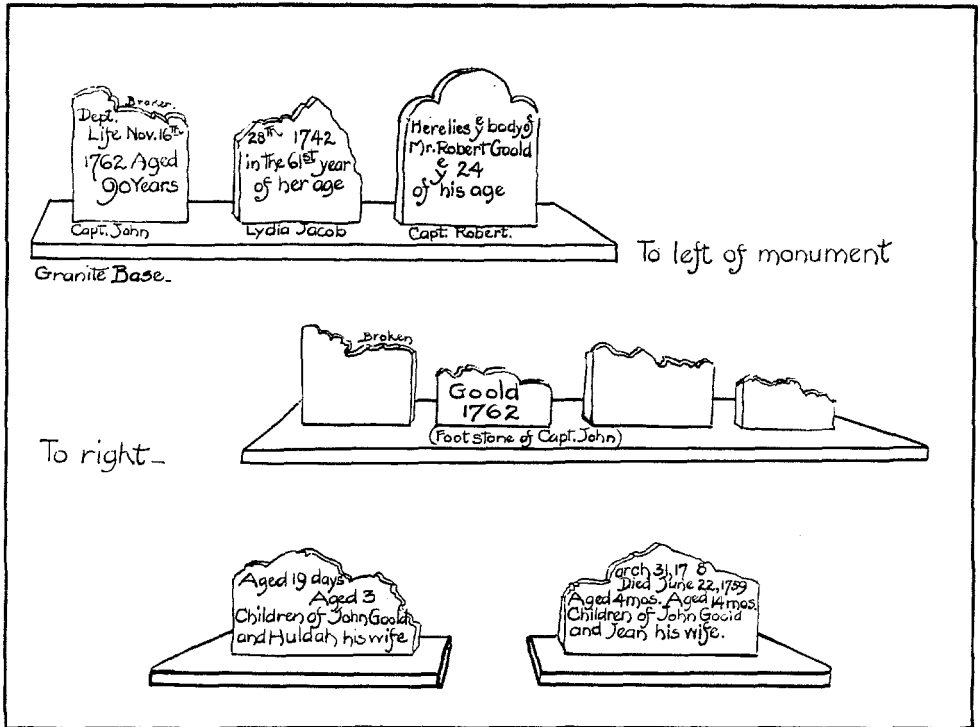 Broken.
Dept.
Life Nov. 16th
1762 Aged
90 Years
Capt. John
28th 1742
in the 61st year
of her age
Lydia Jacob
Here lies ye body of
Mr. Robert Goold
ye 24
of his age
Capt. Robert.
Granite Base_
To left of monument
Broken
Goold
1762
(Footstone of Capt. John)
To right_
Aged 19 days
Aged 3
Children of John Goold
and Huldah his wife
arch 31, 17 8
Died June 22, 1759
Aged 4 mos. Aged 14 mos.
Children of John Goold
and Jean his wife.